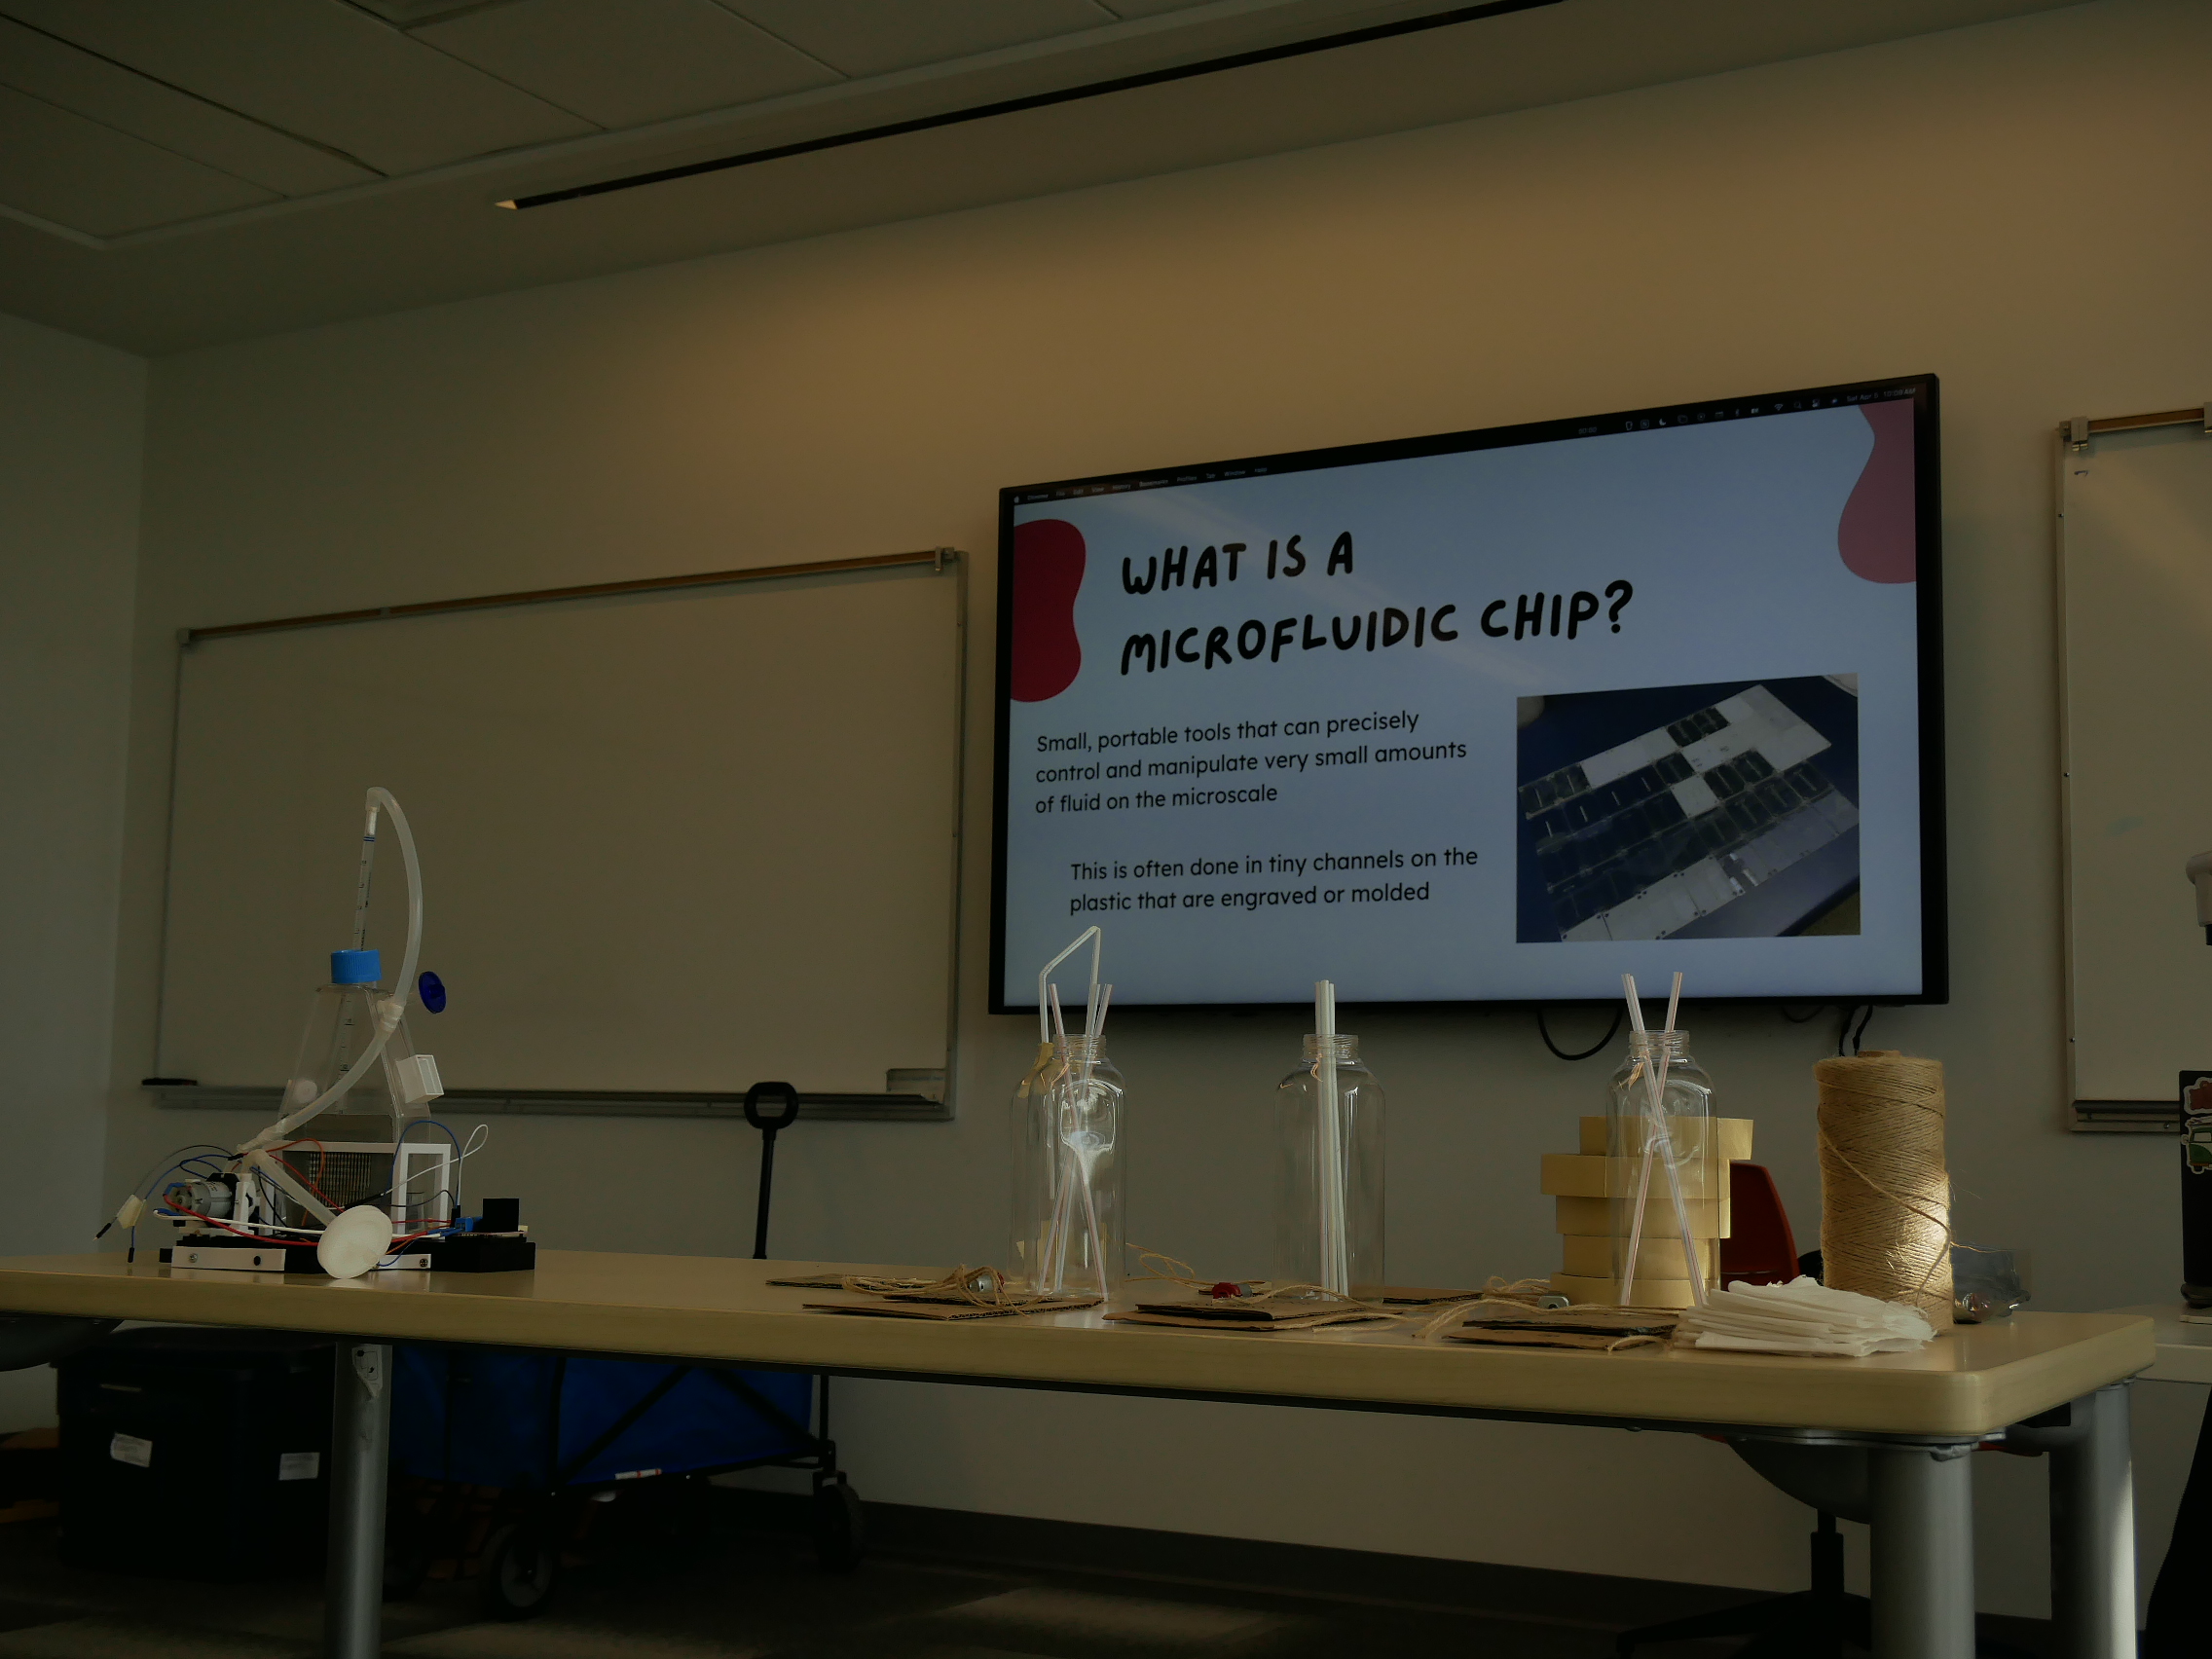 WHAT IS A
MICROFLUIDIC CHIP?
Small, portable tools that can precisely
control and manipulate very small amounts
of fluid on the microscale
This is often done in tiny channels on the
plastic that are engraved or molded